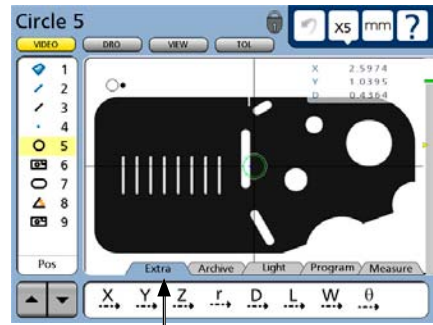 Circle 5
X5 mm ?
VIDEO DRO VIEW TOL
1
2
3
4
5
6
7
8
9
X 2.5974
Y 1.0395
D 0.4364
Pos
Extra Archive Light Program Measure
X Y Z r D L W θ